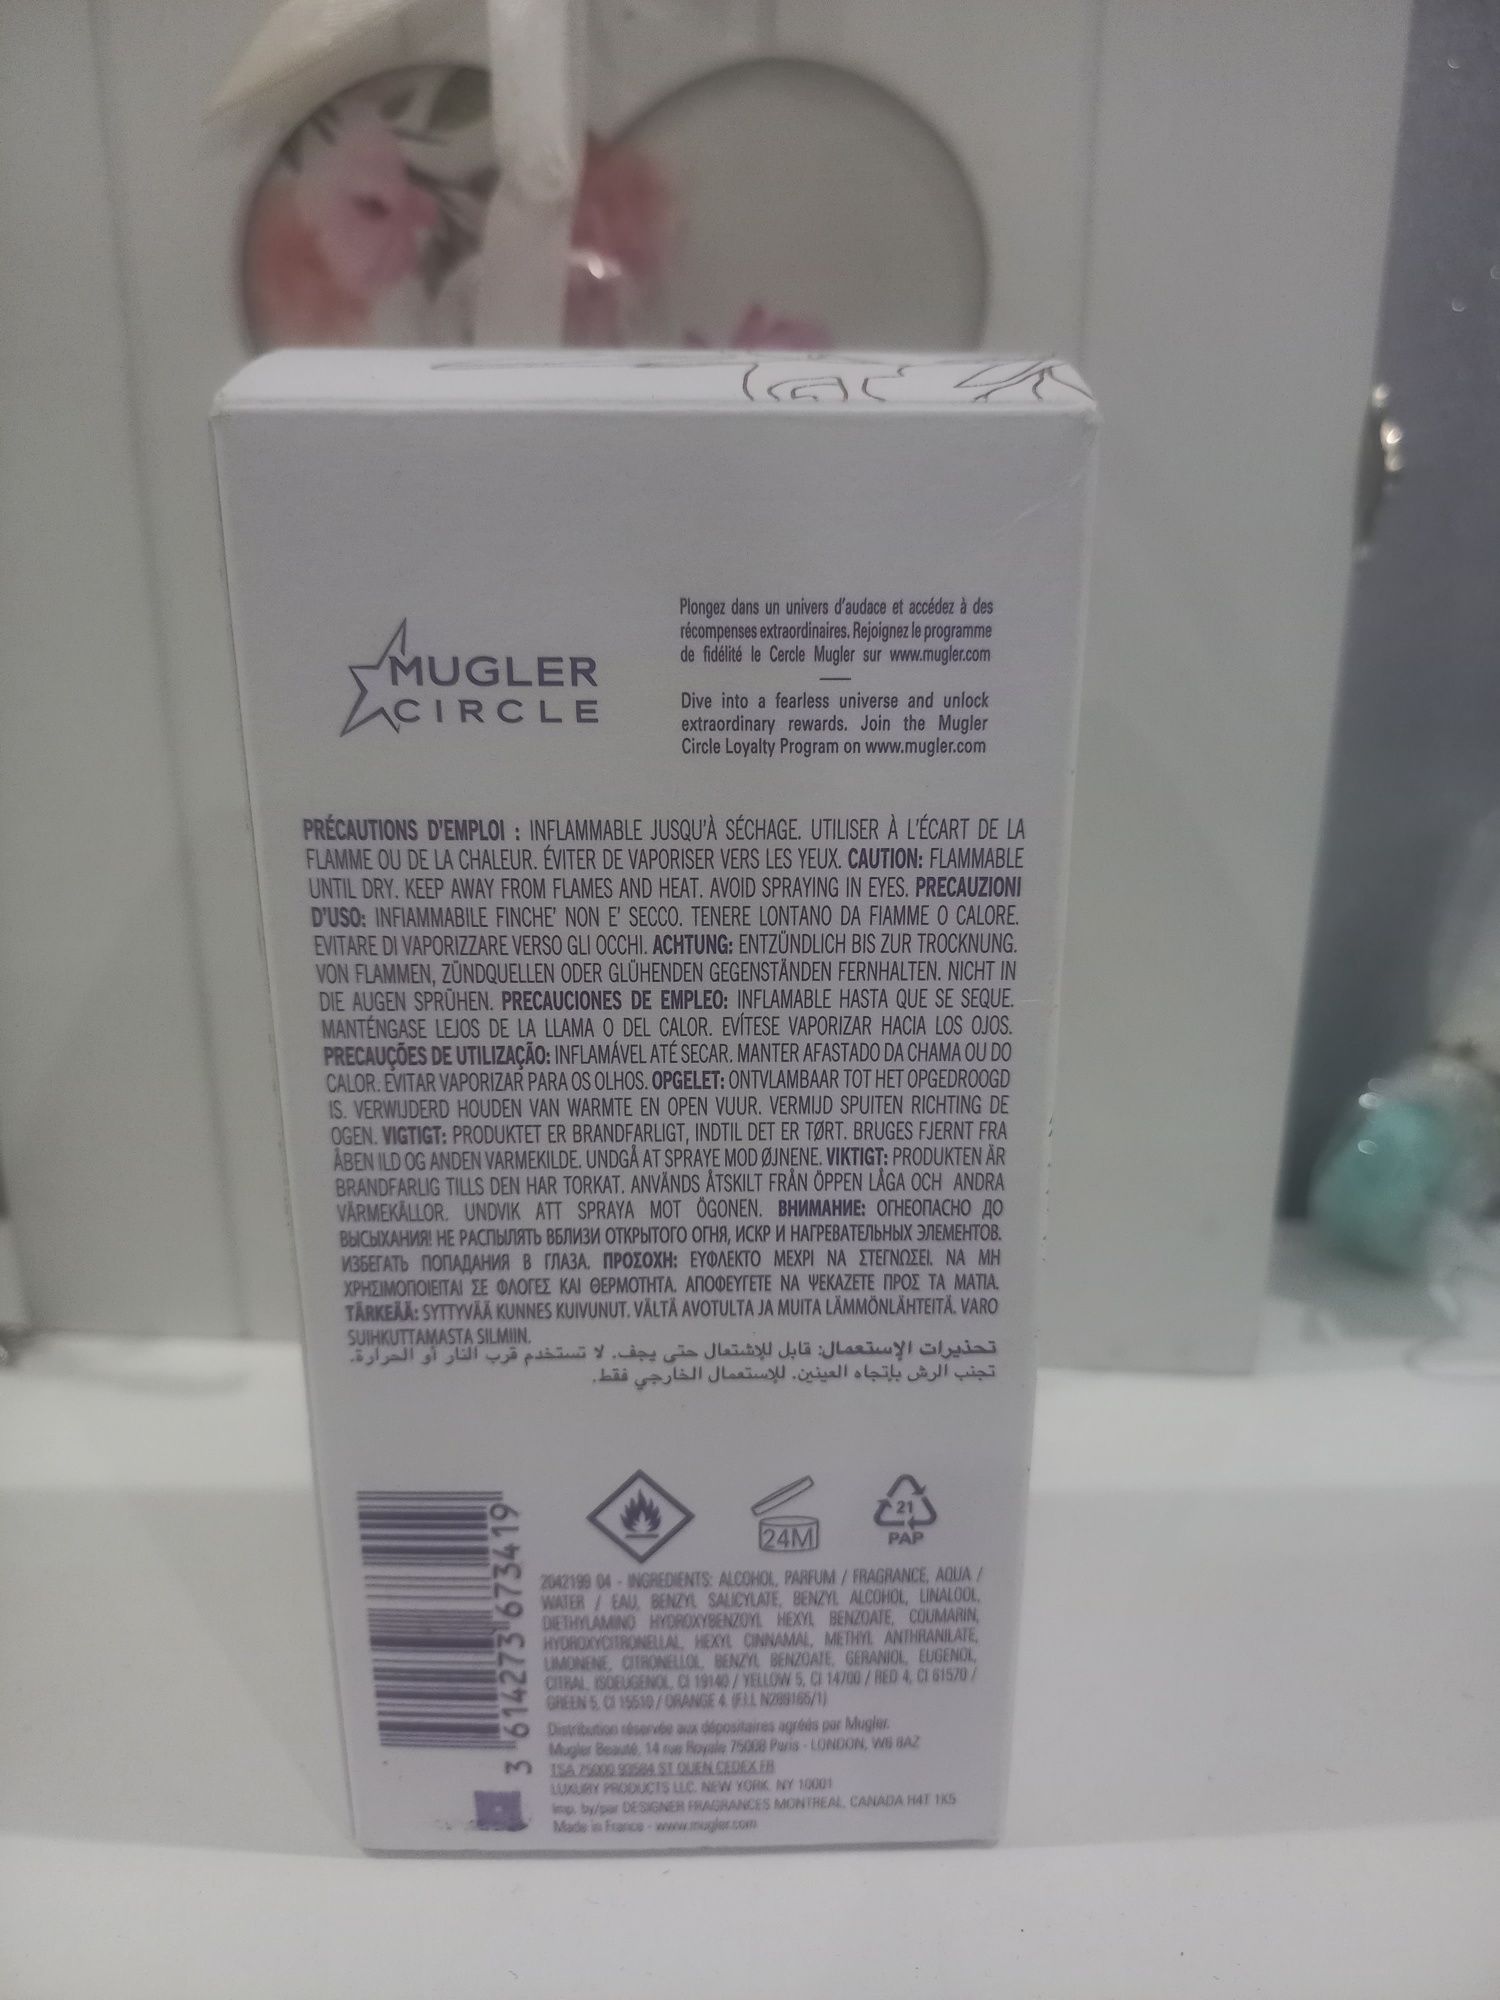 MUGLER
CIRCLE
Plongez dans un univers d'audace et accédez à des
récompenses extraordinaires. Rejoignez le programme
de fidélité le Cercle Mugler sur www.mugler.com
Dive into a fearless universe and unlock
extraordinary rewards. Join the Mugler
Circle Loyalty Program on www.mugler.com
PRÉCAUTIONS D'EMPLOI : INFLAMMABLE JUSQU'À SÉCHAGE. UTILISER À L'ÉCART DE LA
FLAMME OU DE LA CHALEUR. ÉVITER DE VAPORISER VERS LES YEUX. CAUTION: FLAMMABLE
UNTIL DRY. KEEP AWAY FROM FLAMES AND HEAT. AVOID SPRAYING IN EYES. PRECAUZIONI
D'USO: INFIAMMABILE FINCHE' NON E' SECCO. TENERE LONTANO DA FIAMME O CALORE.
EVITARE DI VAPORIZZARE VERSO GLI OCCHI. ACHTUNG: ENTZÜNDLICH BIS ZUR TROCKNUNG.
VON FLAMMEN, ZÜNDQUELLEN ODER GLÜHENDEN GEGENSTÄNDEN FERNHALTEN. NICHT IN
DIE AUGEN SPRÜHEN. PRECAUCIONES DE EMPLEO: INFLAMABLE HASTA QUE SE SEQUE.
MANTÉNGASE LEJOS DE LA LLAMA O DEL CALOR. EVÍTESE VAPORIZAR HACIA LOS OJOS.
PRECAUÇÕES DE UTILIZAÇÃO: INFLAMÁVEL ATÉ SECAR. MANTER AFASTADO DA CHAMA OU DO
CALOR. EVITAR VAPORIZAR PARA OS OLHOS. OPGELET: ONTVLAMBAAR TOT HET OPGEDROOGD
IS. VERWIJDERD HOUDEN VAN WARMTE EN OPEN VUUR. VERMIJD SPUITEN RICHTING DE
OGEN. VIGTIGT: PRODUKTET ER BRANDFARLIGT, INDTIL DET ER TØRT. BRUGES FJERNT FRA
ÅBEN ILD OG ANDEN VARMEKILDE. UNDGÅ AT SPRAYE MOD ØJNENE. VIKTIGT: PRODUKTEN ÄR
BRANDFARLIG TILLS DEN HAR TORKAT. ANVÄNDS ÅTSKILT FRÅN ÖPPEN LÅGA OCH ANDRA
VÄRMEKÄLLOR. UNDVIK ATT SPRAYA MOT ÖGONEN. ВНИМАНИЕ: ОГНЕОПАСНО ДО
ВЫСЫХАНИЯ! НЕ РАСПЫЛЯТЬ ВБЛИЗИ ОТКРЫТОГО ОГНЯ, ИСКР И НАГРЕВАТЕЛЬНЫХ ЭЛЕМЕНТОВ.
ИЗБЕГАТЬ ПОПАДАНИЯ В ГЛАЗА. ΠΡΟΣΟΧΗ: ΕΥΦΛΕΚΤΟ ΜΕΧΡΙ ΝΑ ΣΤΕΓΝΩΣΕΙ. ΝΑ ΜΗ
ΧΡΗΣΙΜΟΠΟΙΕΙΤΑΙ ΣΕ ΦΛΟΓΕΣ ΚΑΙ ΘΕΡΜΟΤΗΤΑ. ΑΠΟΦΕΥΓΕΤΕ ΝΑ ΨΕΚΑΖΕΤΕ ΠΡΟΣ ΤΑ ΜΑΤΙΑ.
TÄRKEÄÄ: SYTTYVÄÄ KUNNES KUIVUNUT. VÄLTÄ AVOTULTA JA MUITA LÄMMÖNLÄHTEITÄ. VARO
SUIHKUTTAMASTA SILMIIN.
تحذيرات الإستعمال: قابل للإشتعال حتى يجف. لا تستخدم قرب النار أو الحرارة.
تجنب الرش بإتجاه العينين. للإستعمال الخارجي فقط.
24M
21
PAP
3 614273 673419
2042199 04 - INGREDIENTS: ALCOHOL, PARFUM / FRAGRANCE, AQUA /
WATER / EAU, BENZYL SALICYLATE, BENZYL ALCOHOL, LINALOOL,
DIETHYLAMINO HYDROXYBENZOYL HEXYL BENZOATE, COUMARIN,
HYDROXYCITRONELLAL, HEXYL CINNAMAL, METHYL ANTHRANILATE,
LIMONENE, CITRONELLOL, BENZYL BENZOATE, GERANIOL, EUGENOL,
CITRAL, ISOEUGENOL, CI 19140 / YELLOW 5, CI 14700 / RED 4, CI 61570 /
GREEN 5, CI 15510 / ORANGE 4. (F.I.L N289165/1)
Distribution réservée aux dépositaires agréés par Mugler.
Mugler Beauté, 14 rue Royale 75008 Paris - LONDON, W6 8AZ
TSA 75000 93584 ST OUEN CEDEX FR
LUXURY PRODUCTS LLC. NEW YORK, NY 10001
Imp. by/par DESIGNER FRAGRANCES MONTREAL, CANADA H4T 1K5
Made in France - www.mugler.com